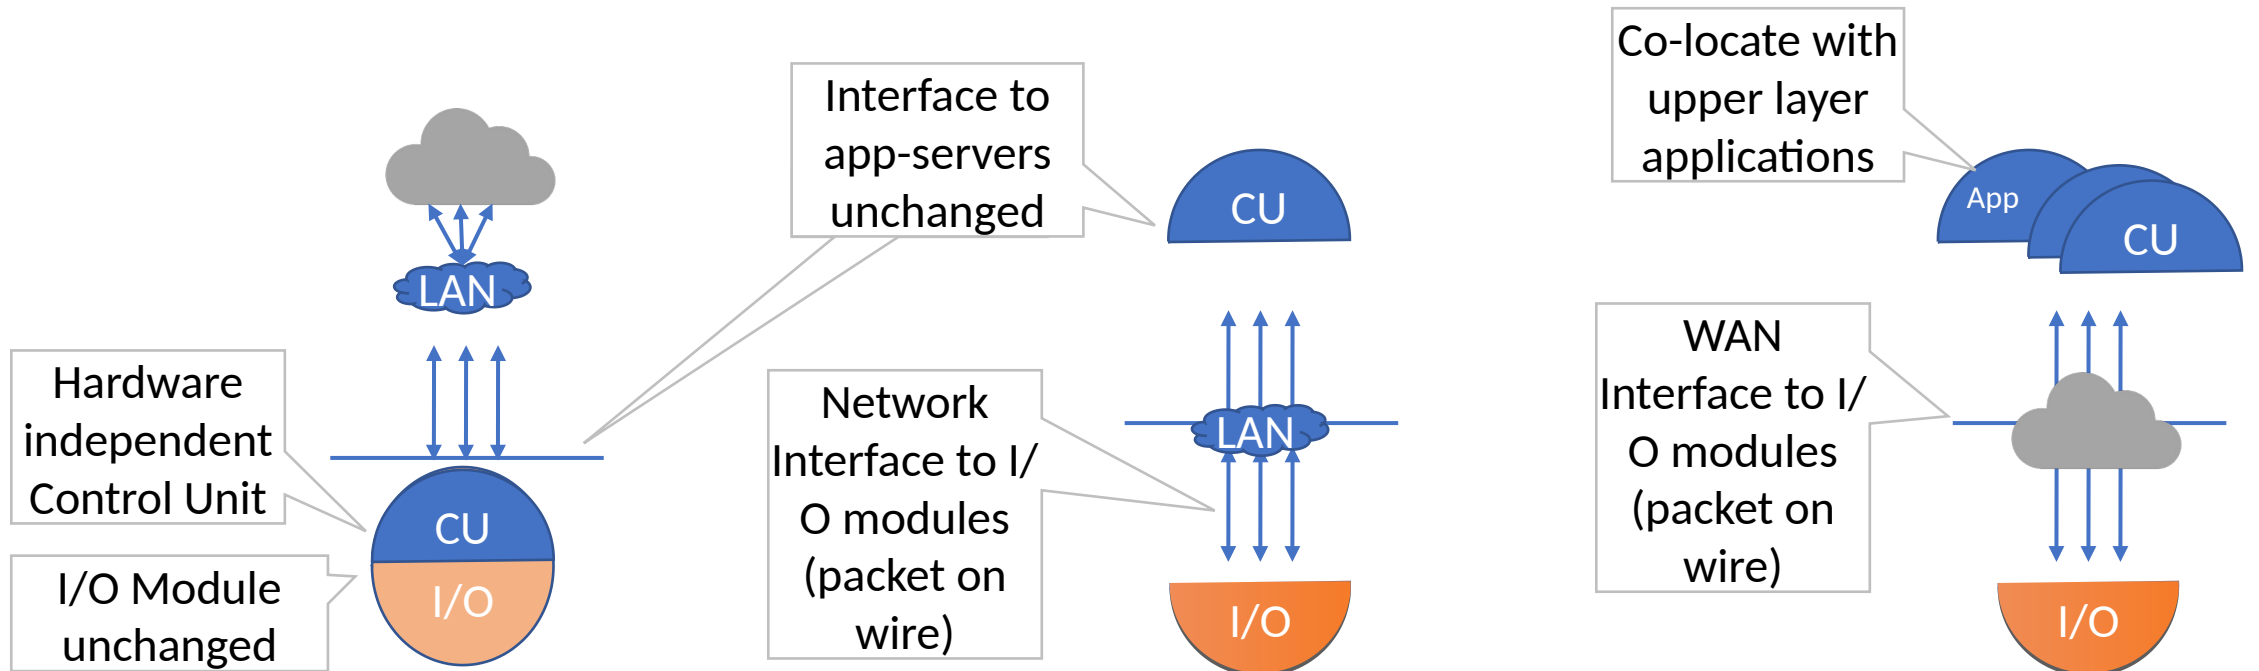 LAN
Hardware
independent
Control Unit
CU
I/O
I/O Module
unchanged
Interface to
app-servers
unchanged
CU
Network
Interface to I/
O modules
(packet on
wire)
LAN
I/O
Co-locate with
upper layer
applications
App
CU
WAN
Interface to I/
O modules
(packet on
wire)
I/O